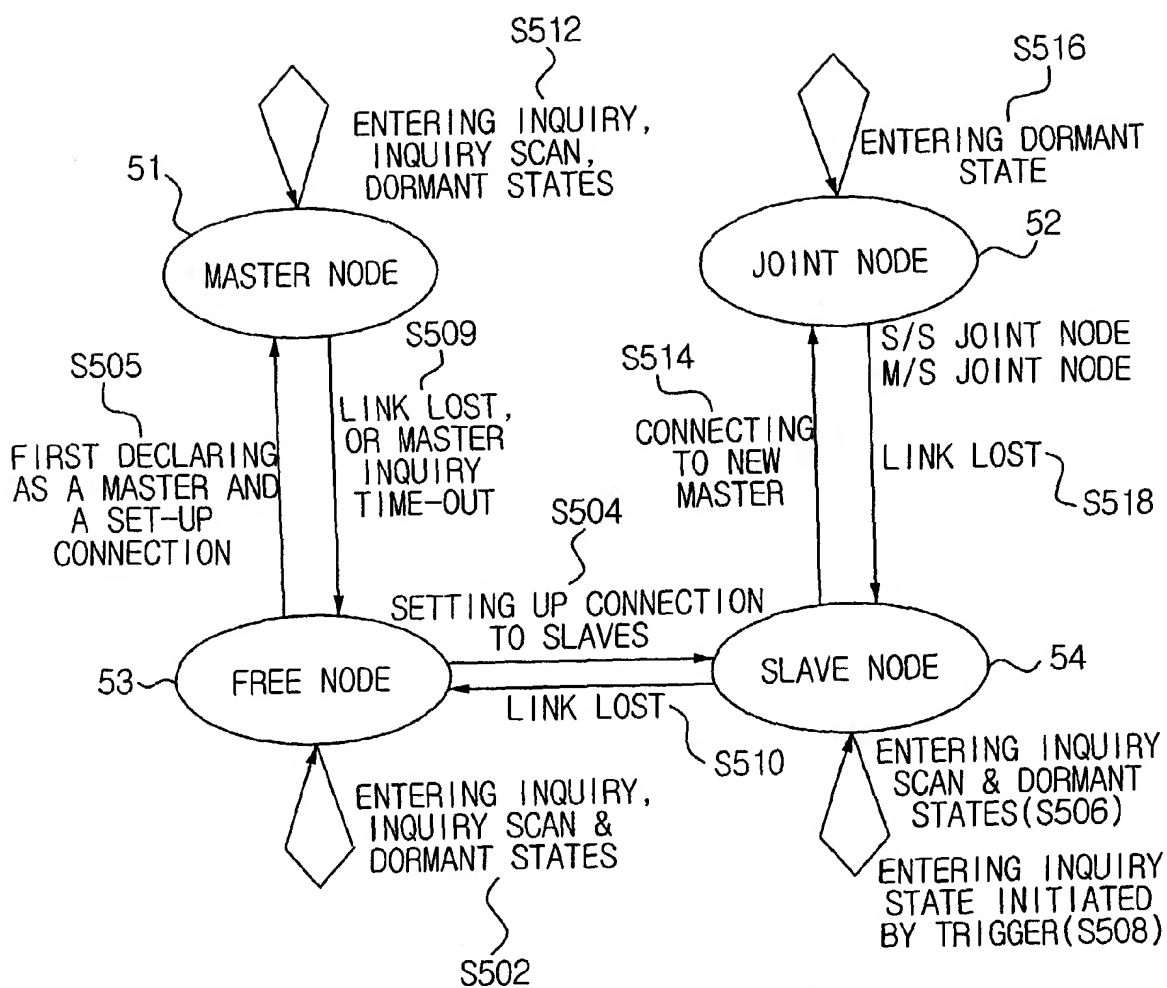 S512
ENTERING INQUIRY,
INQUIRY SCAN,
DORMANT STATES
S516
ENTERING DORMANT
STATE
51
MASTER NODE
52
JOINT NODE
S505
FIRST DECLARING
AS A MASTER AND
A SET-UP
CONNECTION
S509
LINK LOST,
OR MASTER
INQUIRY
TIME-OUT
S514
CONNECTING
TO NEW
MASTER
S/S JOINT NODE
M/S JOINT NODE
LINK LOST
S518
S504
SETTING UP CONNECTION
TO SLAVES
53
FREE NODE
SLAVE NODE
54
LINK LOST
S510
ENTERING INQUIRY,
INQUIRY SCAN &
DORMANT STATES
S502
ENTERING INQUIRY
SCAN & DORMANT
STATES(S506)
ENTERING INQUIRY
STATE INITIATED
BY TRIGGER(S508)